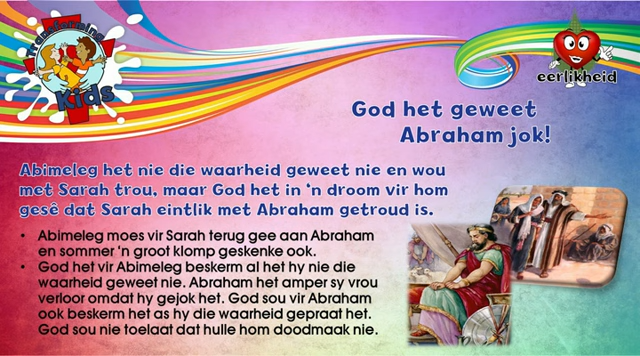 Transforming
Kids
eerlikheid
God het geweet
Abraham jok!
Abimeleg het nie die waarheid geweet nie en wou
met Sarah trou, maar God het in 'n droom vir hom
gesê dat Sarah eintlik met Abraham getroud is.
• Abimeleg moes vir Sarah terug gee aan Abraham
en sommer 'n groot klomp geskenke ook.
• God het vir Abimeleg beskerm al het hy nie die
waarheid geweet nie. Abraham het amper sy vrou
verloor omdat hy gejok het. God sou vir Abraham
ook beskerm het as hy die waarheid gepraat het.
God sou nie toelaat dat hulle hom doodmaak nie.